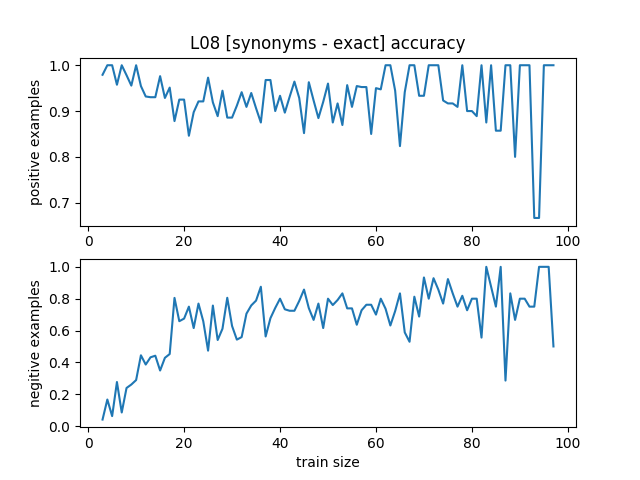 L08 [synonyms - exact] accuracy
1.0
0.9
0.8
0.7
positive examples
0 20 40 60 80 100
1.0
0.8
0.6
0.4
0.2
0.0
negitive examples
0 20 40 60 80 100
train size